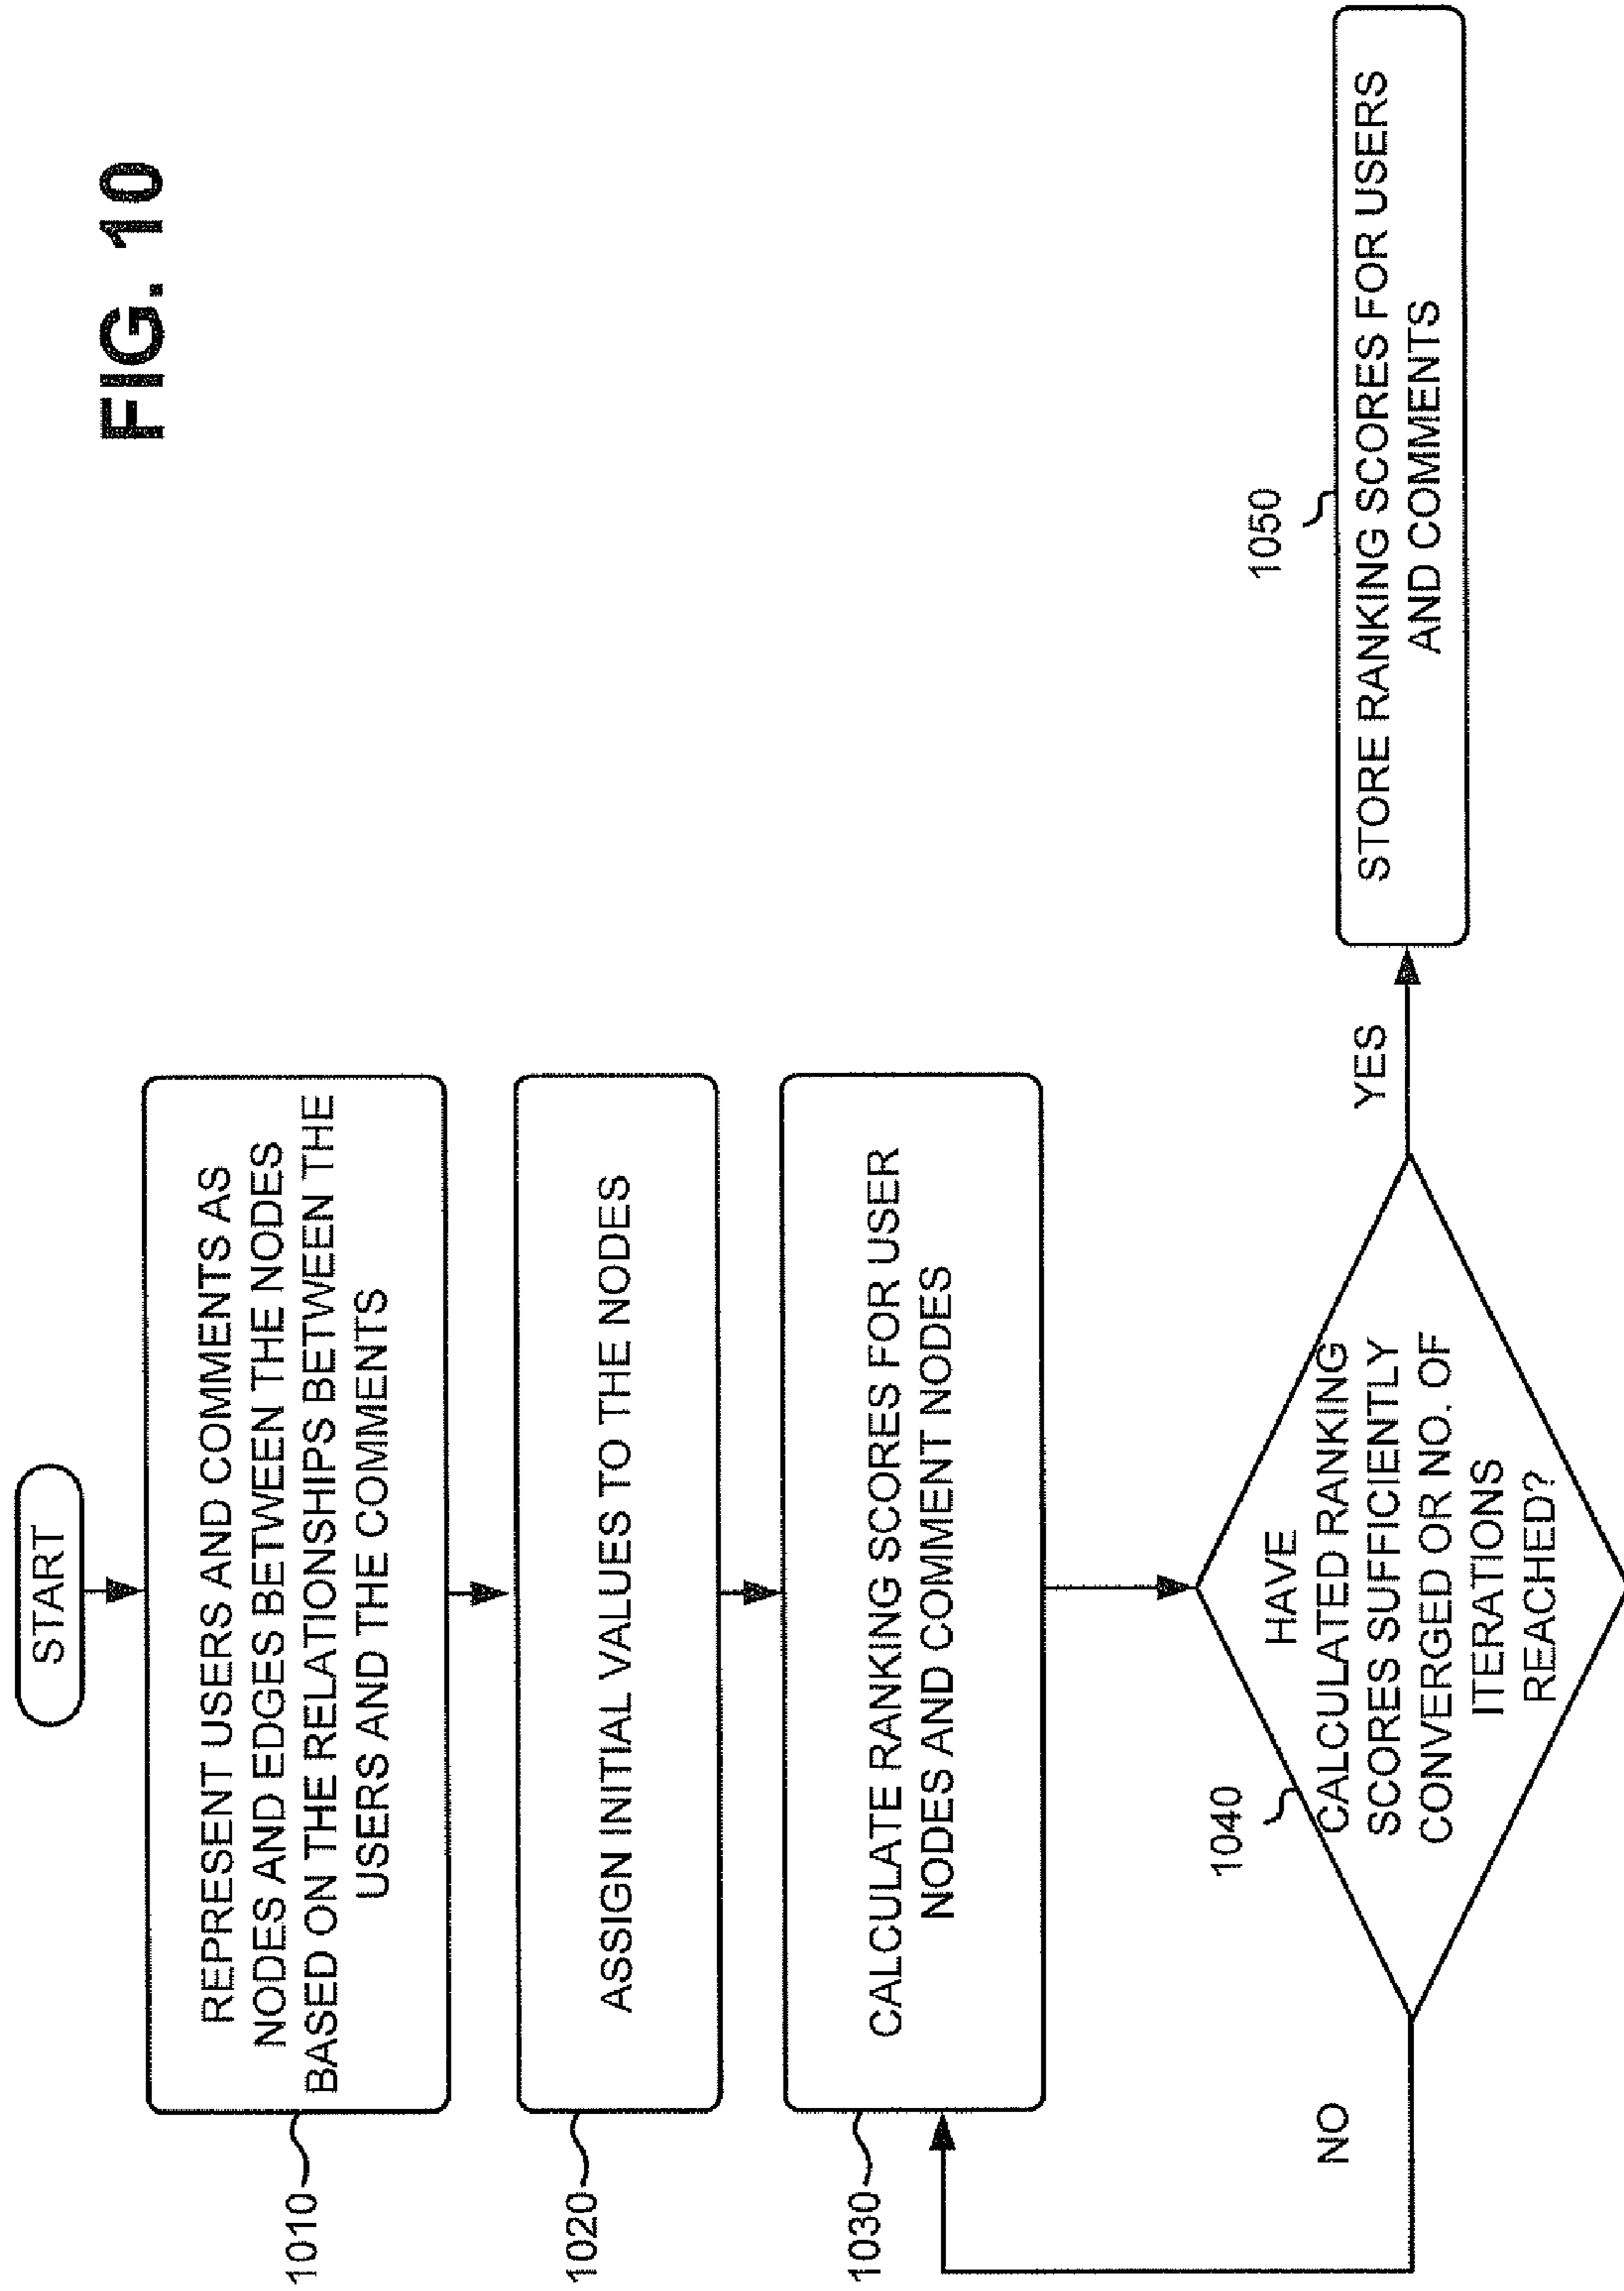 FIG. 10
START
1010
REPRESENT USERS AND COMMENTS AS
NODES AND EDGES BETWEEN THE NODES
BASED ON THE RELATIONSHIPS BETWEEN THE
USERS AND THE COMMENTS
1020
ASSIGN INITIAL VALUES TO THE NODES
1030
CALCULATE RANKING SCORES FOR USER
NODES AND COMMENT NODES
1040
HAVE
CALCULATED RANKING
SCORES SUFFICIENTLY
CONVERGED OR NO. OF
ITERATIONS
REACHED?
NO
YES
1050
STORE RANKING SCORES FOR USERS
AND COMMENTS